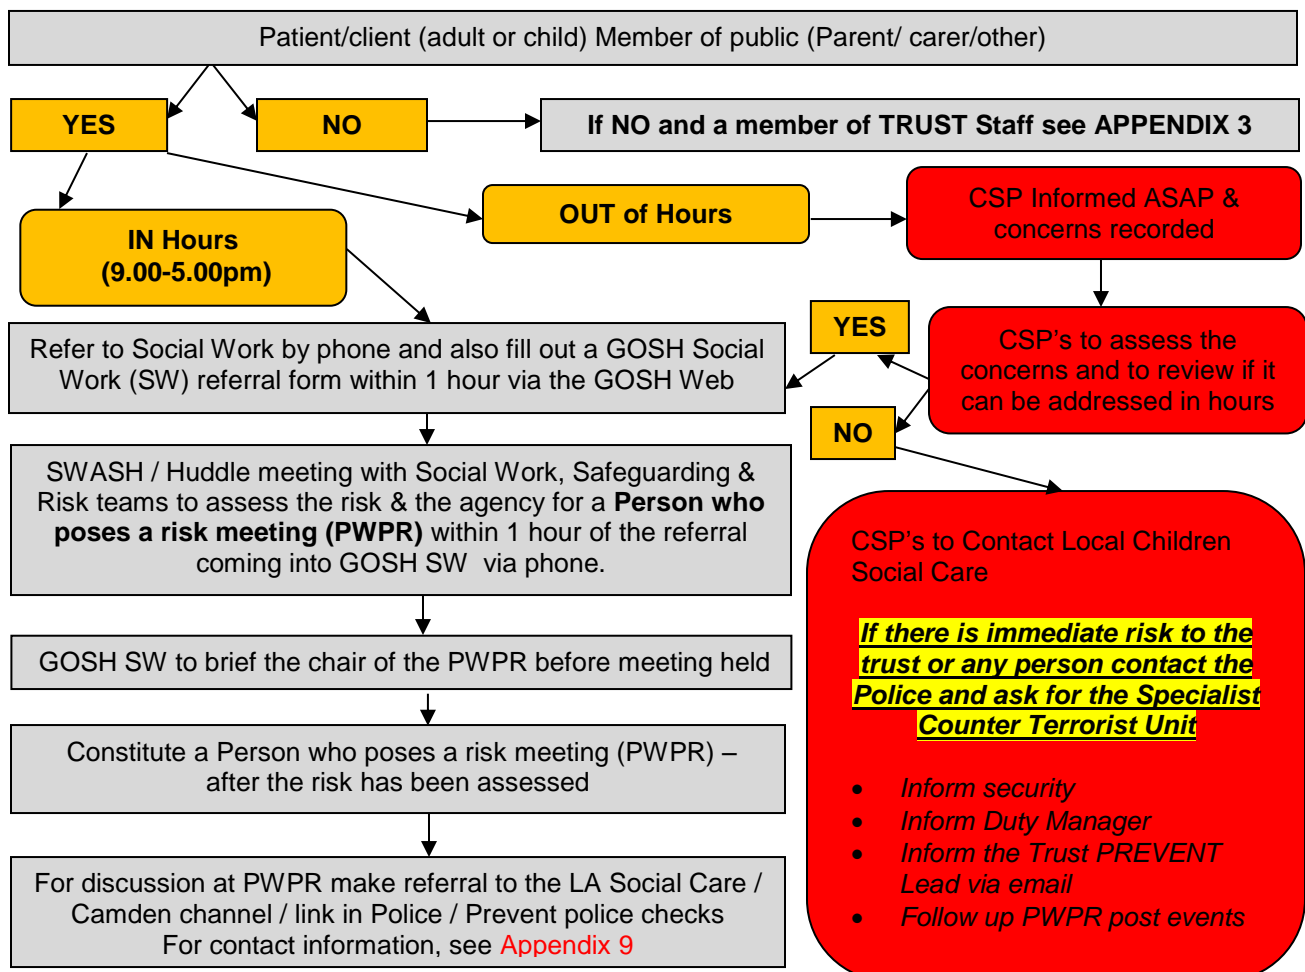 Patient/client (adult or child) Member of public (Parent/ carer/other)
YES
NO
If NO and a member of TRUST Staff see APPENDIX 3
IN Hours
(9.00-5.00pm)
OUT of Hours
CSP Informed ASAP &
concerns recorded
CSP's to assess the
concerns and to review if it
can be addressed in hours
YES
NO
Refer to Social Work by phone and also fill out a GOSH Social
Work (SW) referral form within 1 hour via the GOSH Web
SWASH / Huddle meeting with Social Work, Safeguarding &
Risk teams to assess the risk & the agency for a Person who
poses a risk meeting (PWPR) within 1 hour of the referral
coming into GOSH SW via phone.
GOSH SW to brief the chair of the PWPR before meeting held
Constitute a Person who poses a risk meeting (PWPR) –
after the risk has been assessed
For discussion at PWPR make referral to the LA Social Care /
Camden channel / link in Police / Prevent police checks
For contact information, see Appendix 9
CSP's to Contact Local Children
Social Care
If there is immediate risk to the
trust or any person contact the
Police and ask for the Specialist
Counter Terrorist Unit
• Inform security
• Inform Duty Manager
• Inform the Trust PREVENT
Lead via email
• Follow up PWPR post events